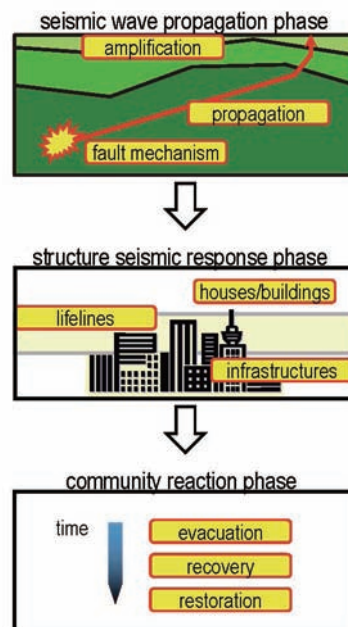 seismic wave propagation phase
amplification
propagation
fault mechanism
structure seismic response phase
houses/buildings
lifelines
infrastructures
community reaction phase
time
evacuation
recovery
restoration